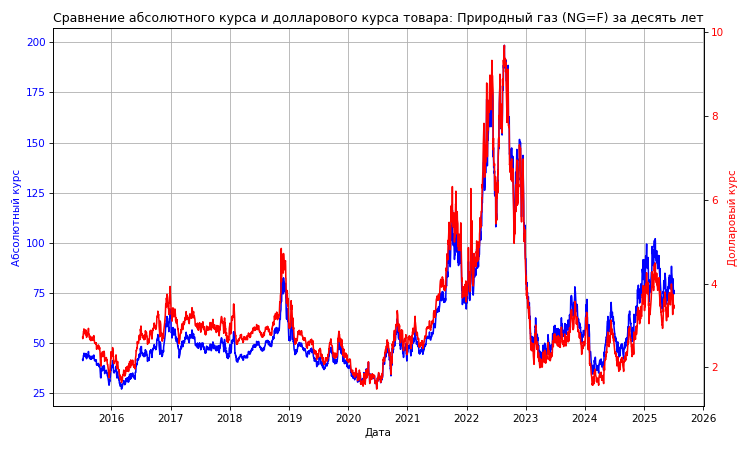 Сравнение абсолютного курса и долларового курса товара: Природный газ (NG=F) за десять лет
200
175
150
125
100
75
50
25
Абсолютный курс
10
8
6
4
2
Долларовый курс
2016 2017 2018 2019 2020 2021 2022 2023 2024 2025 2026
Дата